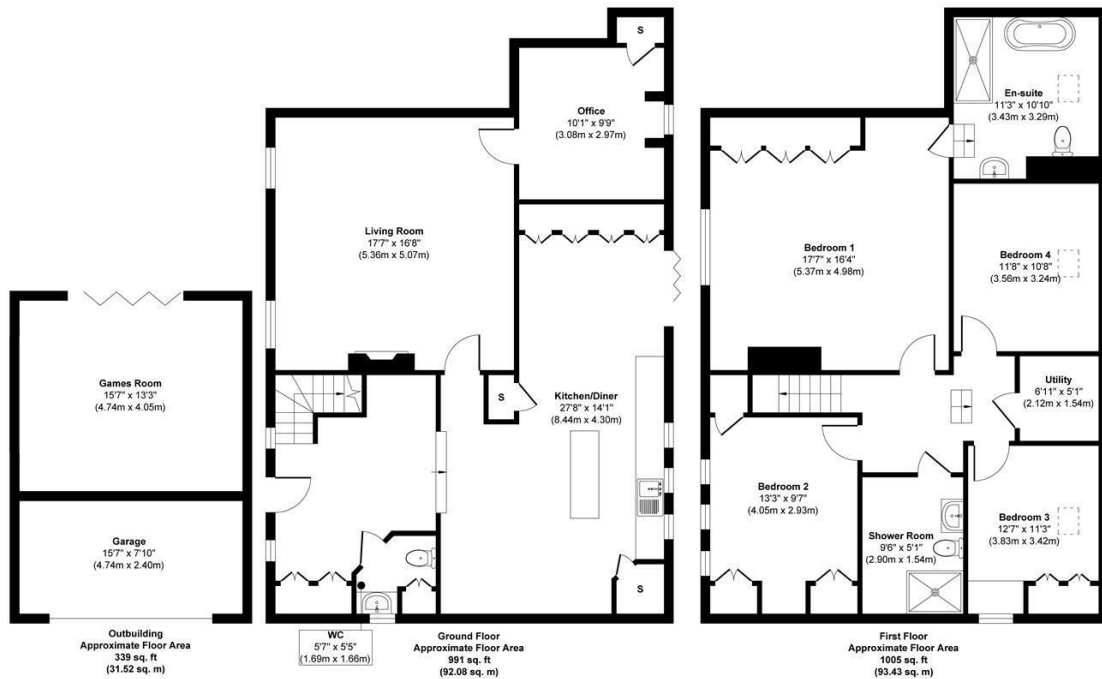 Games Room
15'7" x 13'3"
(4.74m x 4.05m)
Garage
15'7" x 7'10"
(4.74m x 2.40m)
Outbuilding
Approximate Floor Area
339 sq. ft
(31.52 sq. m)
S
Office
10'1" x 9'9"
(3.08m x 2.97m)
Living Room
17'7" x 16'8"
(5.36m x 5.07m)
S
Kitchen/Diner
27'8" x 14'1"
(8.44m x 4.30m)
S
WC
5'7" x 5'5"
(1.69m x 1.66m)
Ground Floor
Approximate Floor Area
991 sq. ft
(92.08 sq. m)
En-suite
11'3" x 10'10"
(3.43m x 3.29m)
Bedroom 1
17'7" x 16'4"
(5.37m x 4.98m)
Bedroom 4
11'8" x 10'8"
(3.56m x 3.24m)
Utility
6'11" x 5'1"
(2.12m x 1.54m)
Bedroom 2
13'3" x 9'7"
(4.05m x 2.93m)
Shower Room
9'6" x 5'1"
(2.90m x 1.54m)
Bedroom 3
12'7" x 11'3"
(3.83m x 3.42m)
First Floor
Approximate Floor Area
1005 sq. ft
(93.43 sq. m)